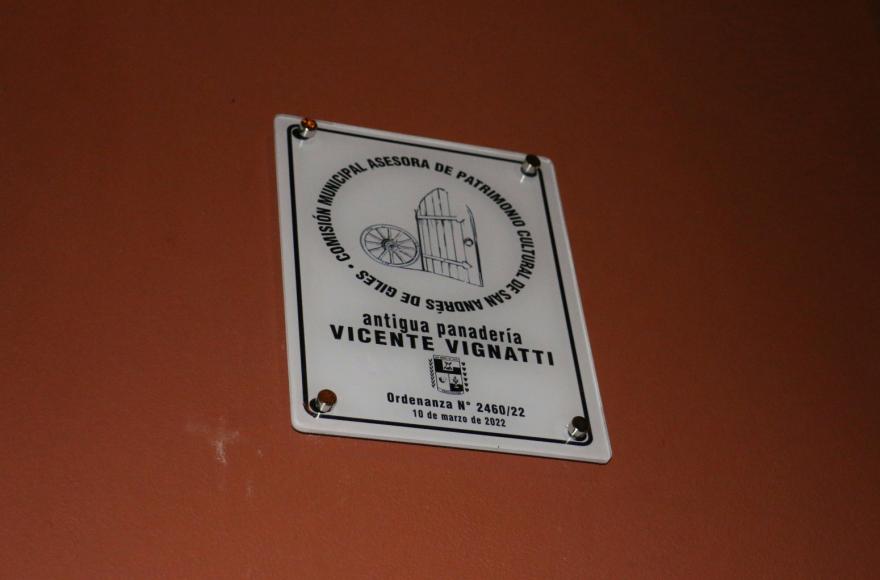 COMISIÓN MUNICIPAL ASESORA DE PATRIMONIO CULTURAL DE SAN ANDRÉS DE GILES •
antigua panadería
VICENTE VIGNATTI
Ordenanza N° 2460/22
10 de marzo de 2022